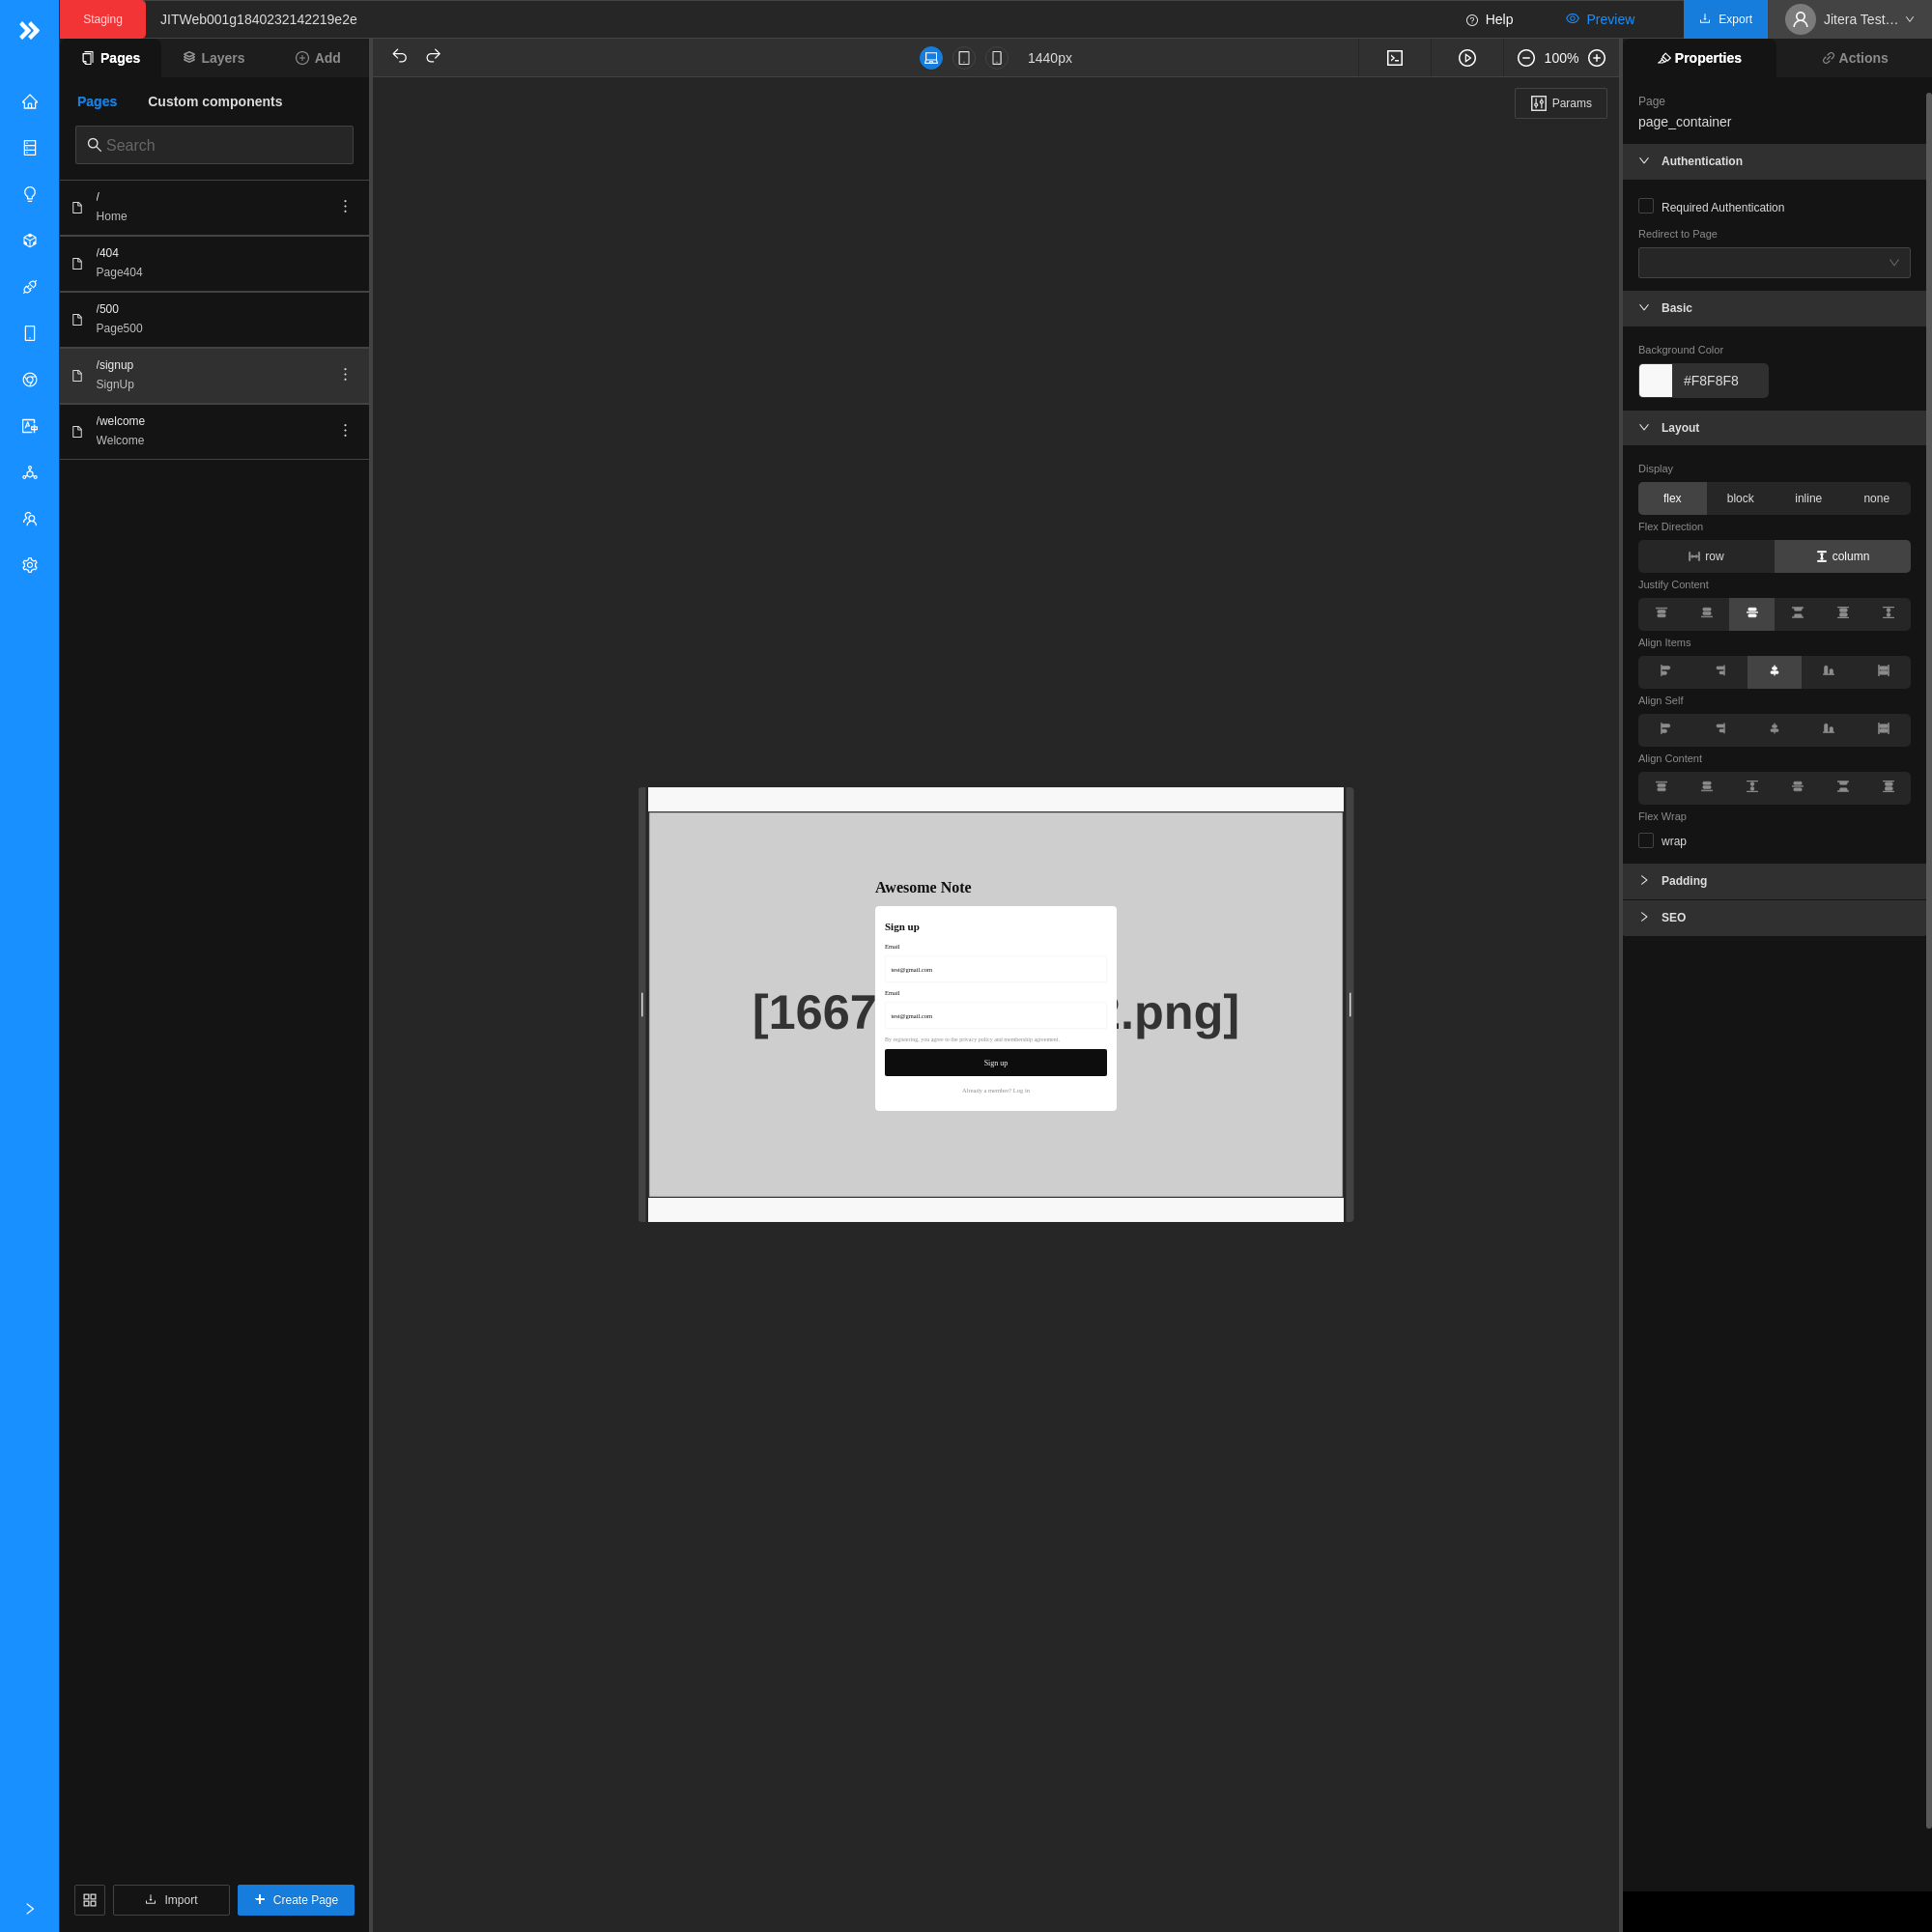 Staging
JITWeb001g1840232142219e2e
Help
Preview
Export
Jitera Test…
Pages
Layers
Add
1440px
100%
Properties
Actions
Pages
Custom components
Search
/
Home
/404
Page404
/500
Page500
/signup
SignUp
/welcome
Welcome
Import
Create Page
Params
Awesome Note
Sign up
Email
test@gmail.com
Email
test@gmail.com
[1667
.png]
By registering, you agree to the privacy policy and membership agreement.
Sign up
Already a member? Log in
Page
page_container
Authentication
Required Authentication
Redirect to Page
Basic
Background Color
#F8F8F8
Layout
Display
flex
block
inline
none
Flex Direction
row
column
Justify Content
Align Items
Align Self
Align Content
Flex Wrap
wrap
Padding
SEO